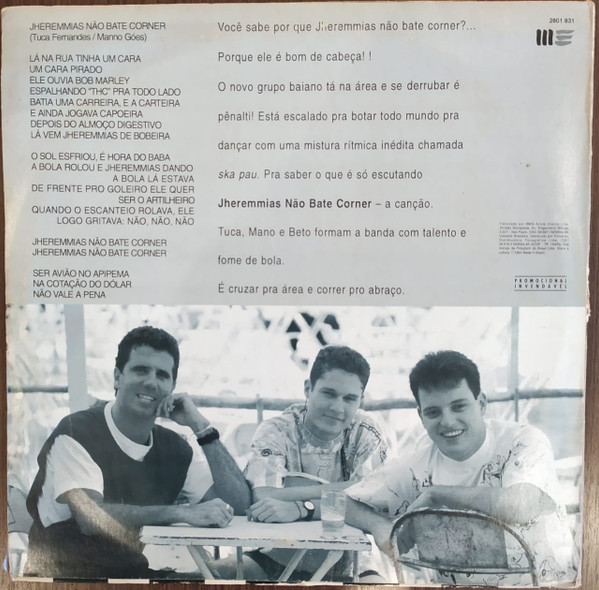 JHEREMMIAS NÃO BATE CORNER
(Tuca Fernandes / Manno Góes)
LÁ NA RUA TINHA UM CARA
UM CARA PIRADO
ELE OUVIA BOB MARLEY
ESPALHANDO "THC" PRA TODO LADO
BATIA UMA CARREIRA, E A CARTEIRA
E AINDA JOGAVA CAPOEIRA
DEPOIS DO ALMOÇO DIGESTIVO
LÁ VEM JHEREMMIAS DE BOBEIRA
O SOL ESFRIOU, É HORA DO BABA
A BOLA ROLOU E JHEREMMIAS DANDO
A BOLA LÁ ESTAVA
DE FRENTE PRO GOLEIRO ELE QUER
SER O ARTILHEIRO
QUANDO O ESCANTEIO ROLAVA, ELE
LOGO GRITAVA: NÃO, NÃO, NÃO
JHEREMMIAS NÃO BATE CORNER
JHEREMMIAS NÃO BATE CORNER
SER AVIÃO NO APIPEMA
NA COTAÇÃO DO DÓLAR
NÃO VALE A PENA
Você sabe por que Jheremmias não bate corner?...
Porque ele é bom de cabeça! !
O novo grupo baiano tá na área e se derrubar é
pênalti! Está escalado pra botar todo mundo pra
dançar com uma mistura rítmica inédita chamada
ska pau. Pra saber o que é só escutando
Jheremmias Não Bate Corner – a canção.
Tuca, Mano e Beto formam a banda com talento e
fome de bola.
É cruzar pra área e correr pro abraço.
2801 831
PROMOCIONAL
INVENDÁVEL